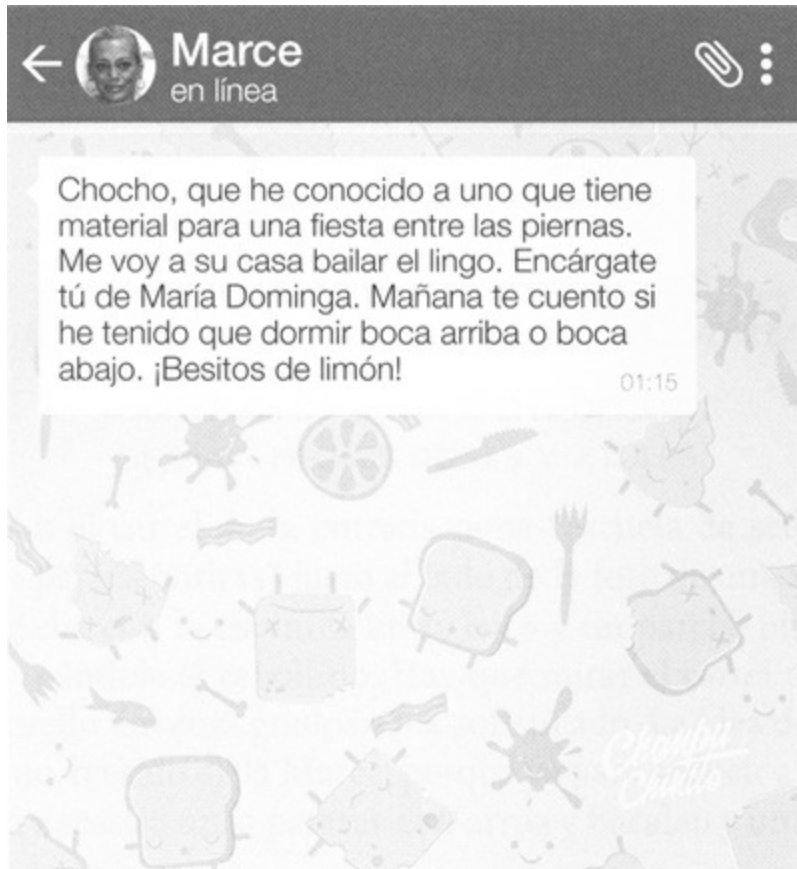 Marce
en línea
Chocho, que he conocido a uno que tiene
material para una fiesta entre las piernas.
Me voy a su casa bailar el lingo. Encárgate
tú de María Dominga. Mañana te cuento si
he tenido que dormir boca arriba o boca
abajo. ¡Besitos de limón!
01:15